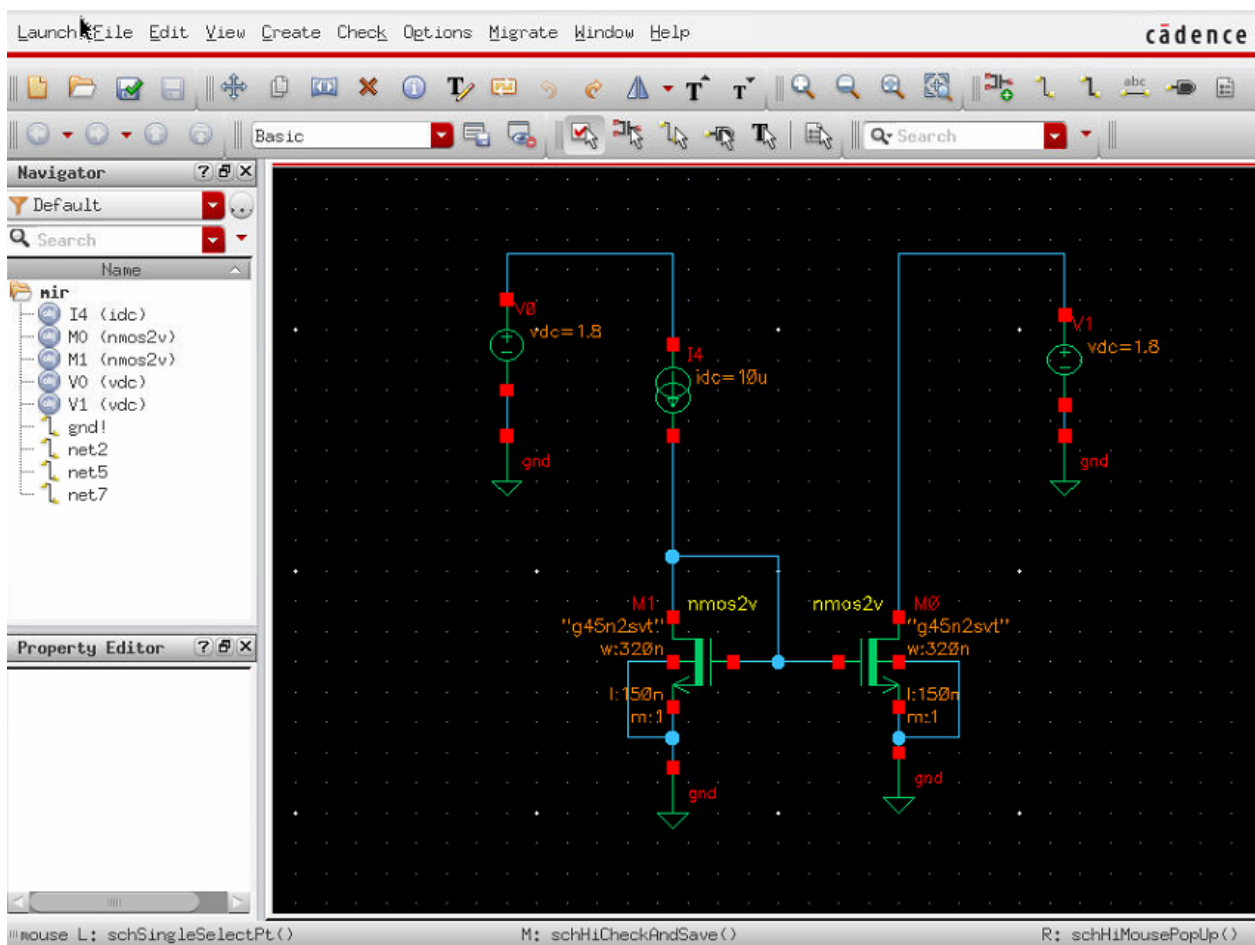 Launch File Edit View Create Check Options Migrate Window Help
cādence
abc
Basic
Search
Navigator
Default
Search
Name
mir
I4 (idc)
M0 (nmos2v)
M1 (nmos2v)
V0 (vdc)
V1 (vdc)
gnd!
net2
net5
net7
Property Editor
V0
vdc=1.8
gnd
I4
idc=10u
V1
vdc=1.8
gnd
M1
nmos2v
"g45n2svt"
w:320n
l:150n
m:1
gnd
nmos2v
M0
"g45n2svt"
w:320n
l:150n
m:1
gnd
mouse L: schSingleSelectPt()
M: schHiCheckAndSave()
R: schHiMousePopUp()